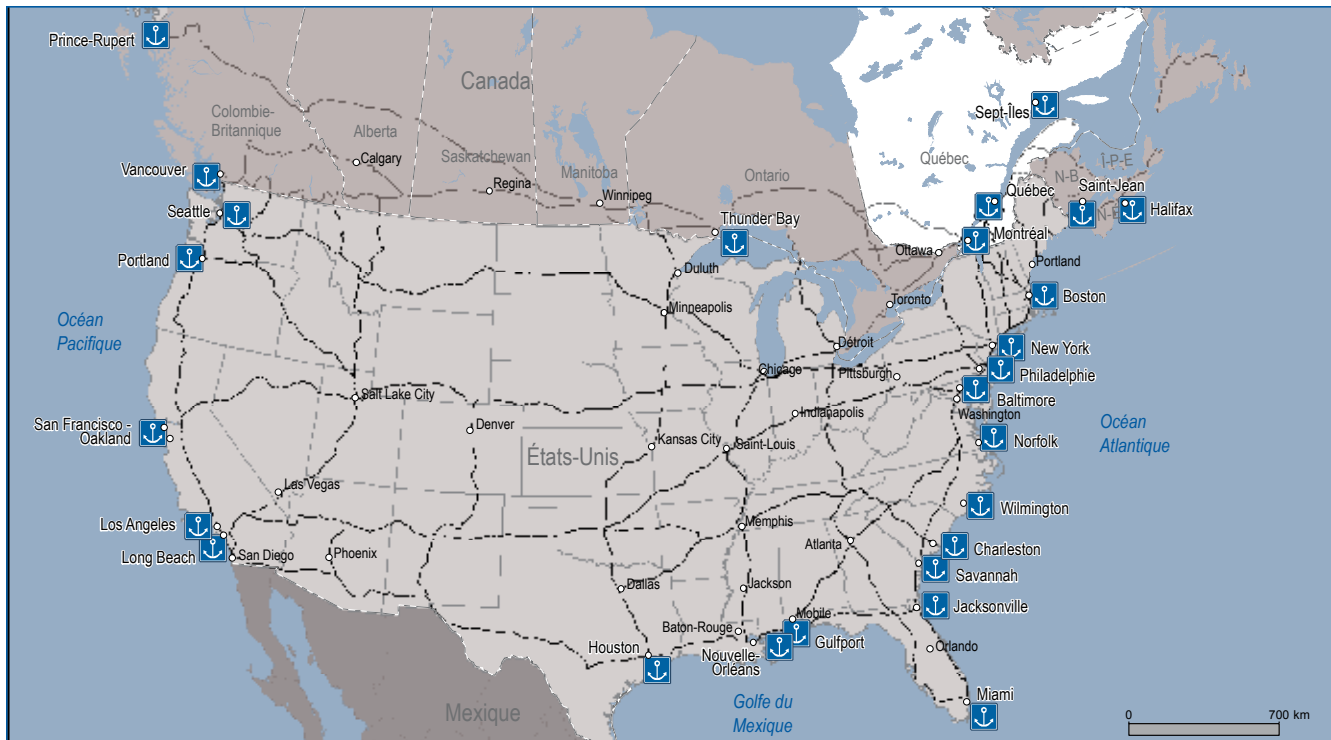 Prince-Rupert
Canada
Colombie-
Britannique
Alberta
Saskatchewan
Manitoba
Ontario
Québec
Sept-Îles
Î-P-E
N-B
N-E
Vancouver
Calgary
Regina
Winnipeg
Thunder Bay
Québec
Saint-Jean
Halifax
Seattle
Montréal
Ottawa
Portland
Duluth
Portland
Toronto
Boston
Minneapolis
Océan
Pacifique
Détroit
New York
Chicago
Pittsburgh
Philadelphie
Salt Lake City
Baltimore
Indianapolis
Washington
San Francisco -
Oakland
Denver
Kansas City
Saint-Louis
Norfolk
Océan
Atlantique
États-Unis
Las Vegas
Wilmington
Los Angeles
Memphis
Long Beach
San Diego
Phoenix
Atlanta
Charleston
Savannah
Dallas
Jackson
Jacksonville
Mobile
Baton-Rouge
Gulfport
Houston
Nouvelle-
Orléans
Orlando
Miami
Golfe du
Mexique
Mexique
0
700 km